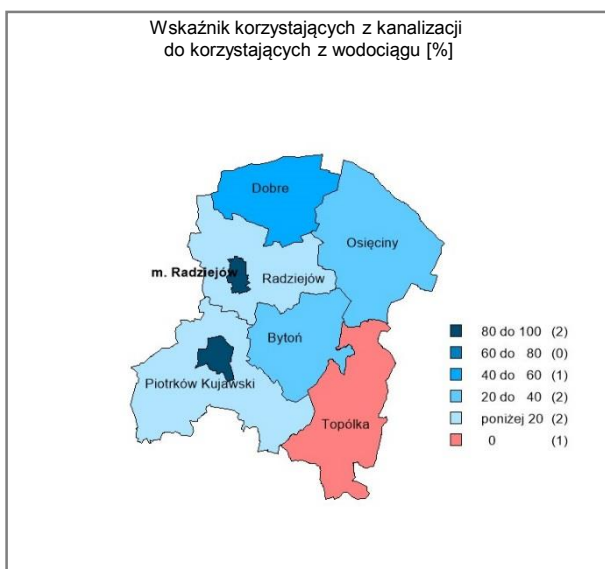 Wskaźnik korzystających z kanalizacji
do korzystających z wodociągu [%]
Dobre
Osięciny
m. Radziejów
Radziejów
Bytoń
Piotrków Kujawski
Topólka
80 do 100 (2)
60 do 80 (0)
40 do 60 (1)
20 do 40 (2)
poniżej 20 (2)
0 (1)